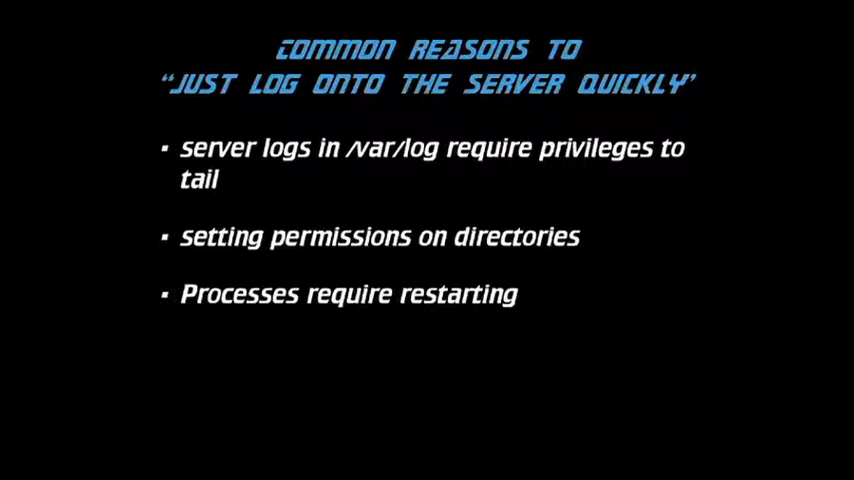 COMMON REASONS TO
“JUST LOG ONTO THE SERVER QUICKLY”
• server logs in /var/log require privileges to
tail
• setting permissions on directories
• Processes require restarting